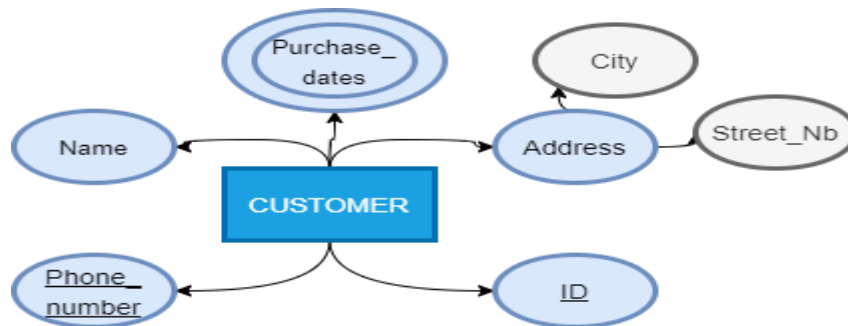 Purchase_
dates
City
Name
Address
Street_Nb
CUSTOMER
Phone_
number
ID